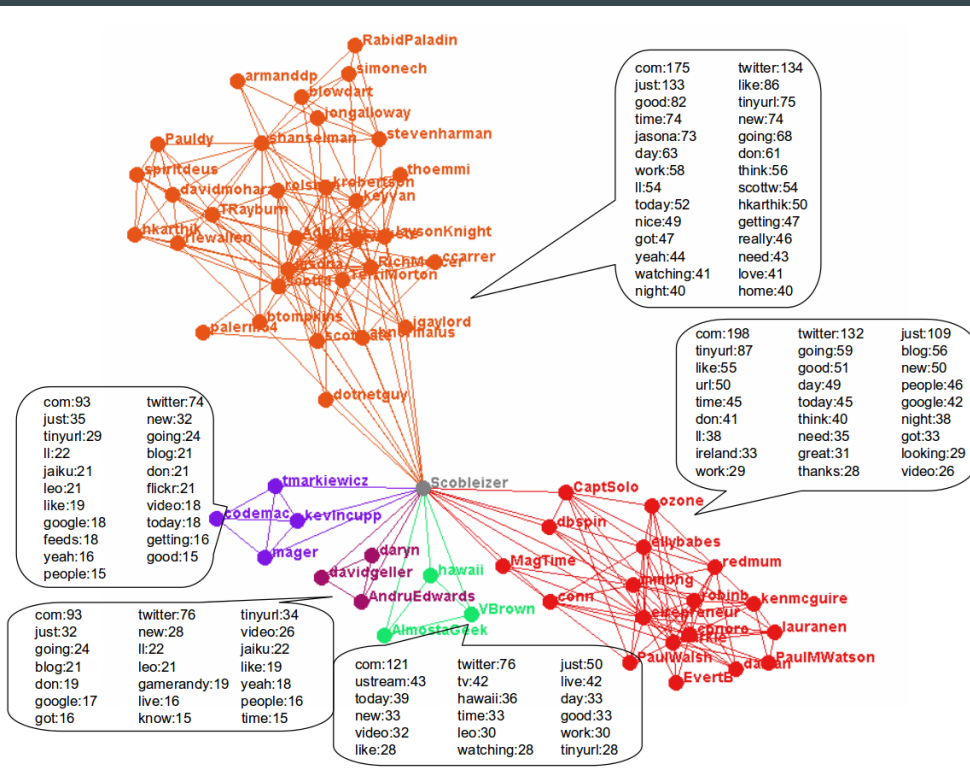 RabidPaladin
simonech
armanddp
blowdart
jongalloway
stevenharman
shanselman
Pauldy
thoemmi
spiritdeus
krobertson
davidmohara
keyvan
TRayburn
hkarthik
JaysonKnight
ccarrer
TerriMorton
btompkins
jgaylord
palermo4
dotnetguy
com:175 twitter:134
just:133 like:86
good:82 tinyurl:75
time:74 new:74
jasona:73 going:68
day:63 don:61
work:58 think:56
ll:54 scottw:54
today:52 hkarthik:50
nice:49 getting:47
got:47 really:46
yeah:44 need:43
watching:41 love:41
night:40 home:40
com:198 twitter:132 just:109
tinyurl:87 going:59 blog:56
like:55 good:51 new:50
url:50 day:49 people:46
time:45 today:45 google:42
don:41 think:40 night:38
ll:38 need:35 got:33
ireland:33 great:31 looking:29
work:29 thanks:28 video:26
com:93 twitter:74
just:35 new:32
tinyurl:29 going:24
ll:22 blog:21
jaiku:21 don:21
leo:21 flickr:21
like:19 video:18
google:18 today:18
feeds:18 getting:16
yeah:16 good:15
people:15
Scobleizer
tmarkiewicz
codemac
kevincupp
mager
daryn
davidgeller
AndruEdwards
hawaii
VBrown
AlmostaGeek
CaptSolo
ozone
dbspin
ellybabes
MagTime
redmum
conn
robinb
kenmcguire
eirepreneur
lauranen
PaulWalsh
PaulMWatson
EvertB
com:93 twitter:76 tinyurl:34
just:32 new:28 video:26
going:24 ll:22 jaiku:22
blog:21 leo:21 like:19
don:19 gamerandy:19 yeah:18
google:17 live:16 people:16
got:16 know:15 time:15
com:121 twitter:76 just:50
ustream:43 tv:42 live:42
today:39 hawaii:36 day:33
new:33 time:33 good:33
video:32 leo:30 work:30
like:28 watching:28 tinyurl:28